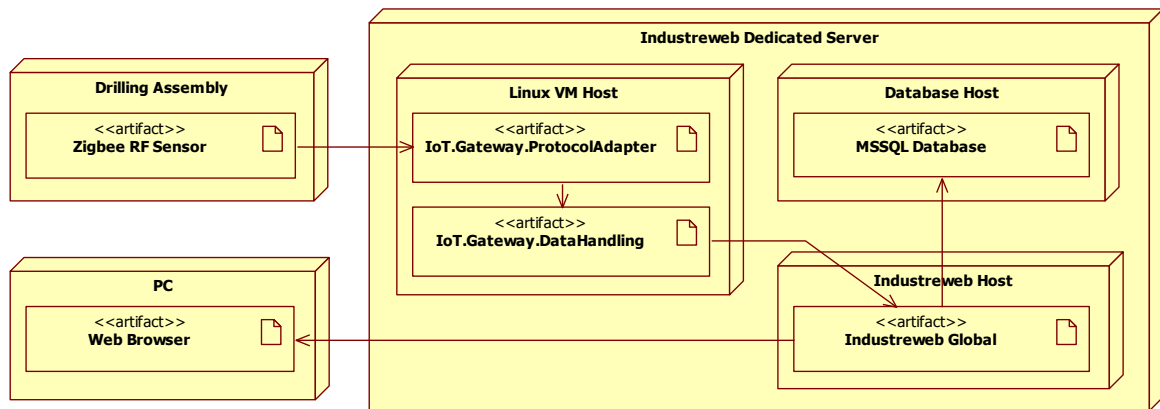 Industreweb Dedicated Server
Drilling Assembly
<<artifact>>
Zigbee RF Sensor
Linux VM Host
<<artifact>>
IoT.Gateway.ProtocolAdapter
<<artifact>>
IoT.Gateway.DataHandling
Database Host
<<artifact>>
MSSQL Database
PC
<<artifact>>
Web Browser
Industreweb Host
<<artifact>>
Industreweb Global